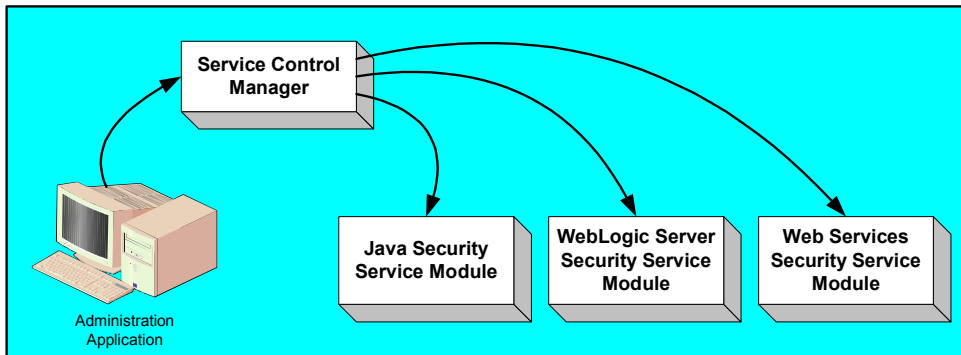 Service Control
Manager
Java Security
Service Module
WebLogic Server
Security Service
Module
Web Services
Security Service
Module
Administration
Application